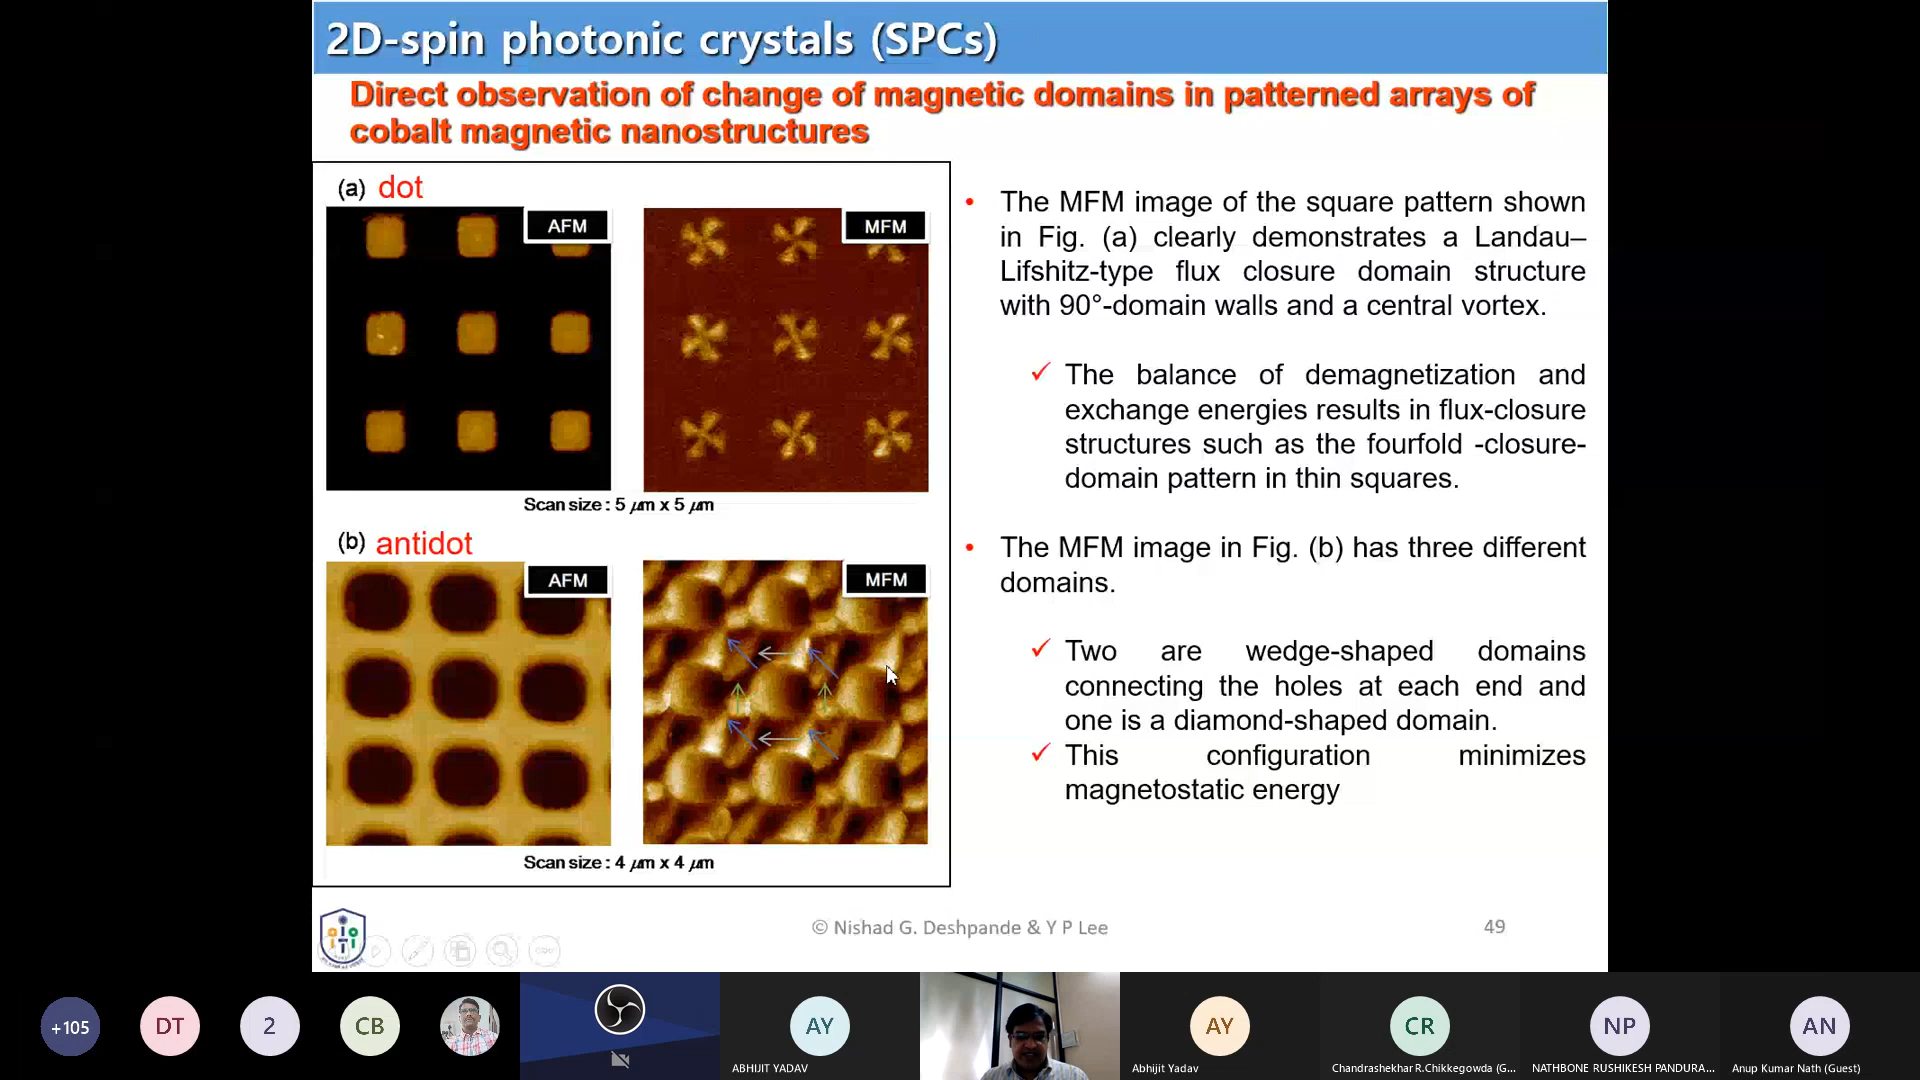 2D-spin photonic crystals (SPCs)
Direct observation of change of magnetic domains in patterned arrays of
cobalt magnetic nanostructures
(a) dot
AFM
MFM
Scan size : 5 μm x 5 μm
(b) antidot
AFM
MFM
Scan size : 4 μm x 4 μm
• The MFM image of the square pattern shown
in Fig. (a) clearly demonstrates a Landau–
Lifshitz-type flux closure domain structure
with 90°-domain walls and a central vortex.
✓ The balance of demagnetization and
exchange energies results in flux-closure
structures such as the fourfold -closure-
domain pattern in thin squares.
• The MFM image in Fig. (b) has three different
domains.
✓ Two are wedge-shaped domains
connecting the holes at each end and
one is a diamond-shaped domain.
✓ This configuration minimizes
magnetostatic energy
© Nishad G. Deshpande & Y P Lee
49
+105
DT
2
CB
AY
ABHIJIT YADAV
AY
Abhijit Yadav
CR
Chandrashekhar R.Chikkegowda (G...
NP
NATHBONE RUSHIKESH PANDURA...
AN
Anup Kumar Nath (Guest)